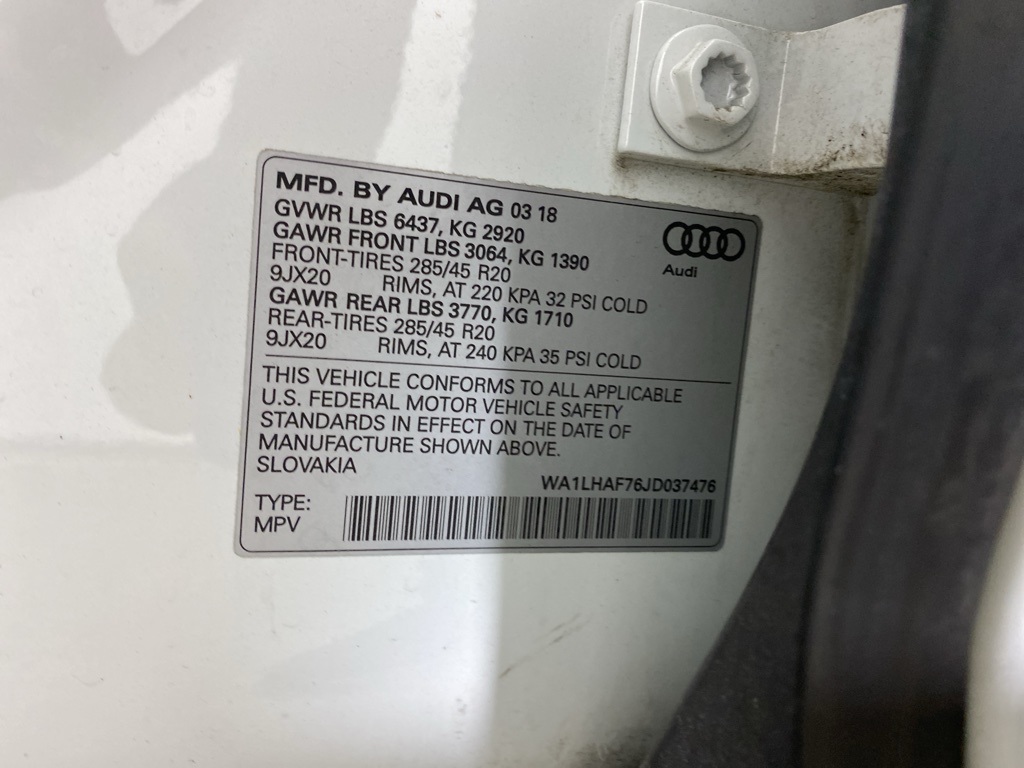 MFD. BY AUDI AG 03 18
GVWR LBS 6437, KG 2920
GAWR FRONT LBS 3064, KG 1390
FRONT-TIRES 285/45 R20
9JX20 RIMS, AT 220 KPA 32 PSI COLD
GAWR REAR LBS 3770, KG 1710
REAR-TIRES 285/45 R20
9JX20 RIMS, AT 240 KPA 35 PSI COLD
Audi
THIS VEHICLE CONFORMS TO ALL APPLICABLE
U.S. FEDERAL MOTOR VEHICLE SAFETY
STANDARDS IN EFFECT ON THE DATE OF
MANUFACTURE SHOWN ABOVE.
SLOVAKIA
WA1LHAF76JD037476
TYPE:
MPV